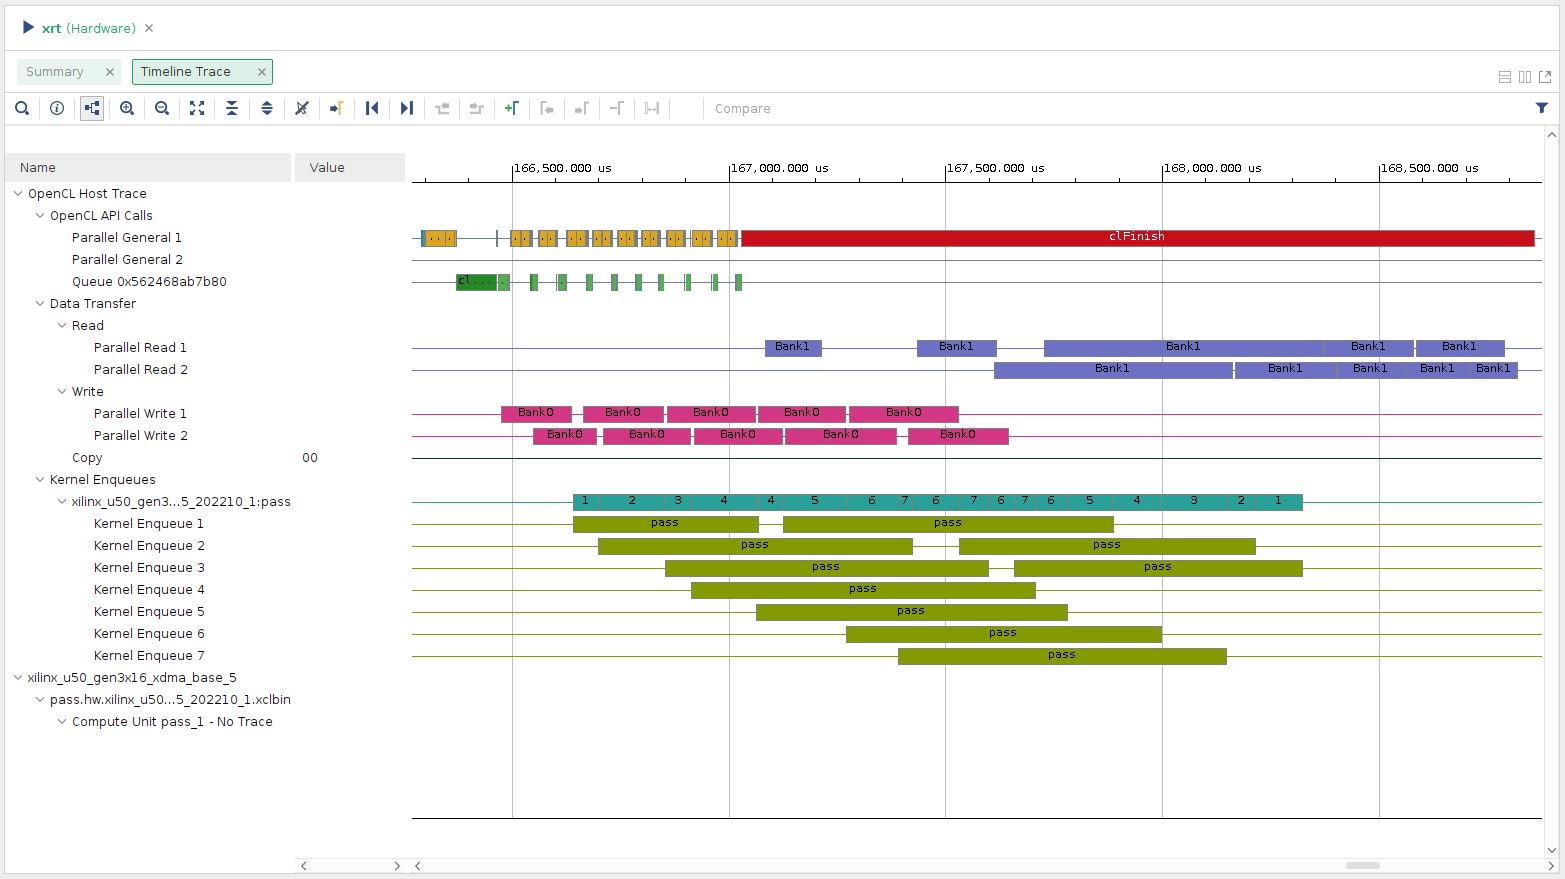 xrt (Hardware)
Summary
Timeline Trace
Compare
Name Value
166,500.000 us 167,000.000 us 167,500.000 us 168,000.000 us 168,500.000 us
OpenCL Host Trace
OpenCL API Calls
Parallel General 1 .. . . . . . . . . . . . . . . . . . . . clFinish
Parallel General 2
Queue 0x562468ab7b80 cl... . .
Data Transfer
Read
Parallel Read 1 Bank1 Bank1 Bank1 Bank1 Bank1
Parallel Read 2 Bank1 Bank1 Bank1 Bank1 Bank1
Write
Parallel Write 1 Bank0 Bank0 Bank0 Bank0 Bank0
Parallel Write 2 Bank0 Bank0 Bank0 Bank0 Bank0
Copy 00
Kernel Enqueues
xilinx_u50_gen3...5_202210_1:pass 1 2 3 4 4 5 6 7 6 7 6 7 6 5 4 3 2 1
Kernel Enqueue 1 pass pass
Kernel Enqueue 2 pass pass
Kernel Enqueue 3 pass pass
Kernel Enqueue 4 pass
Kernel Enqueue 5 pass
Kernel Enqueue 6 pass
Kernel Enqueue 7 pass
xilinx_u50_gen3x16_xdma_base_5
pass.hw.xilinx_u50...5_202210_1.xclbin
Compute Unit pass_1 - No Trace